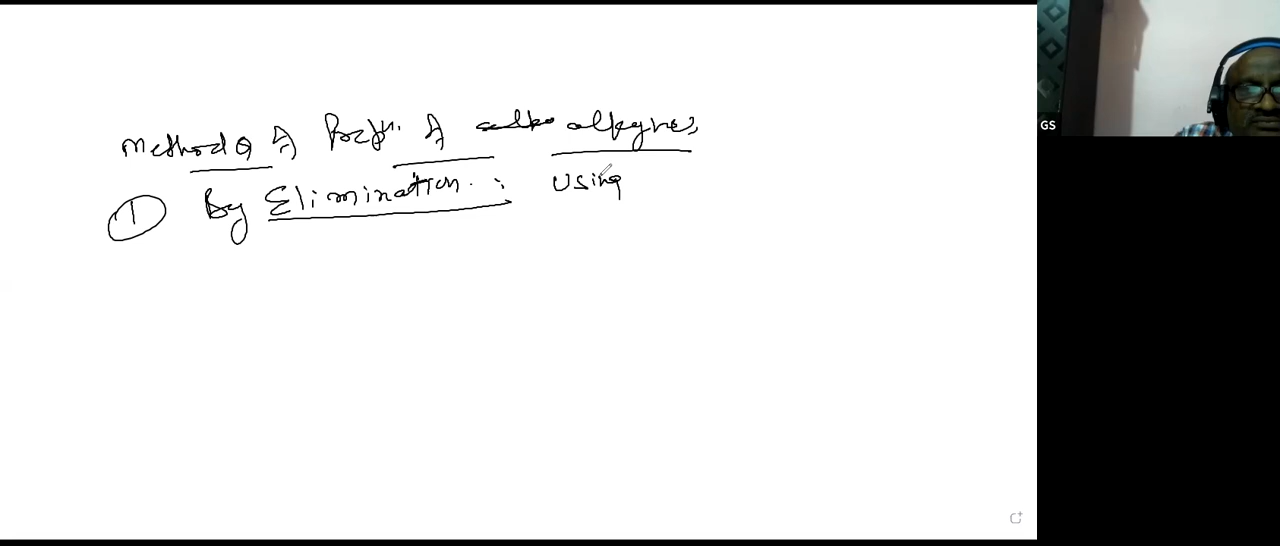 Methods of Prepn. of alkynes
① By Elimination : Using
GS